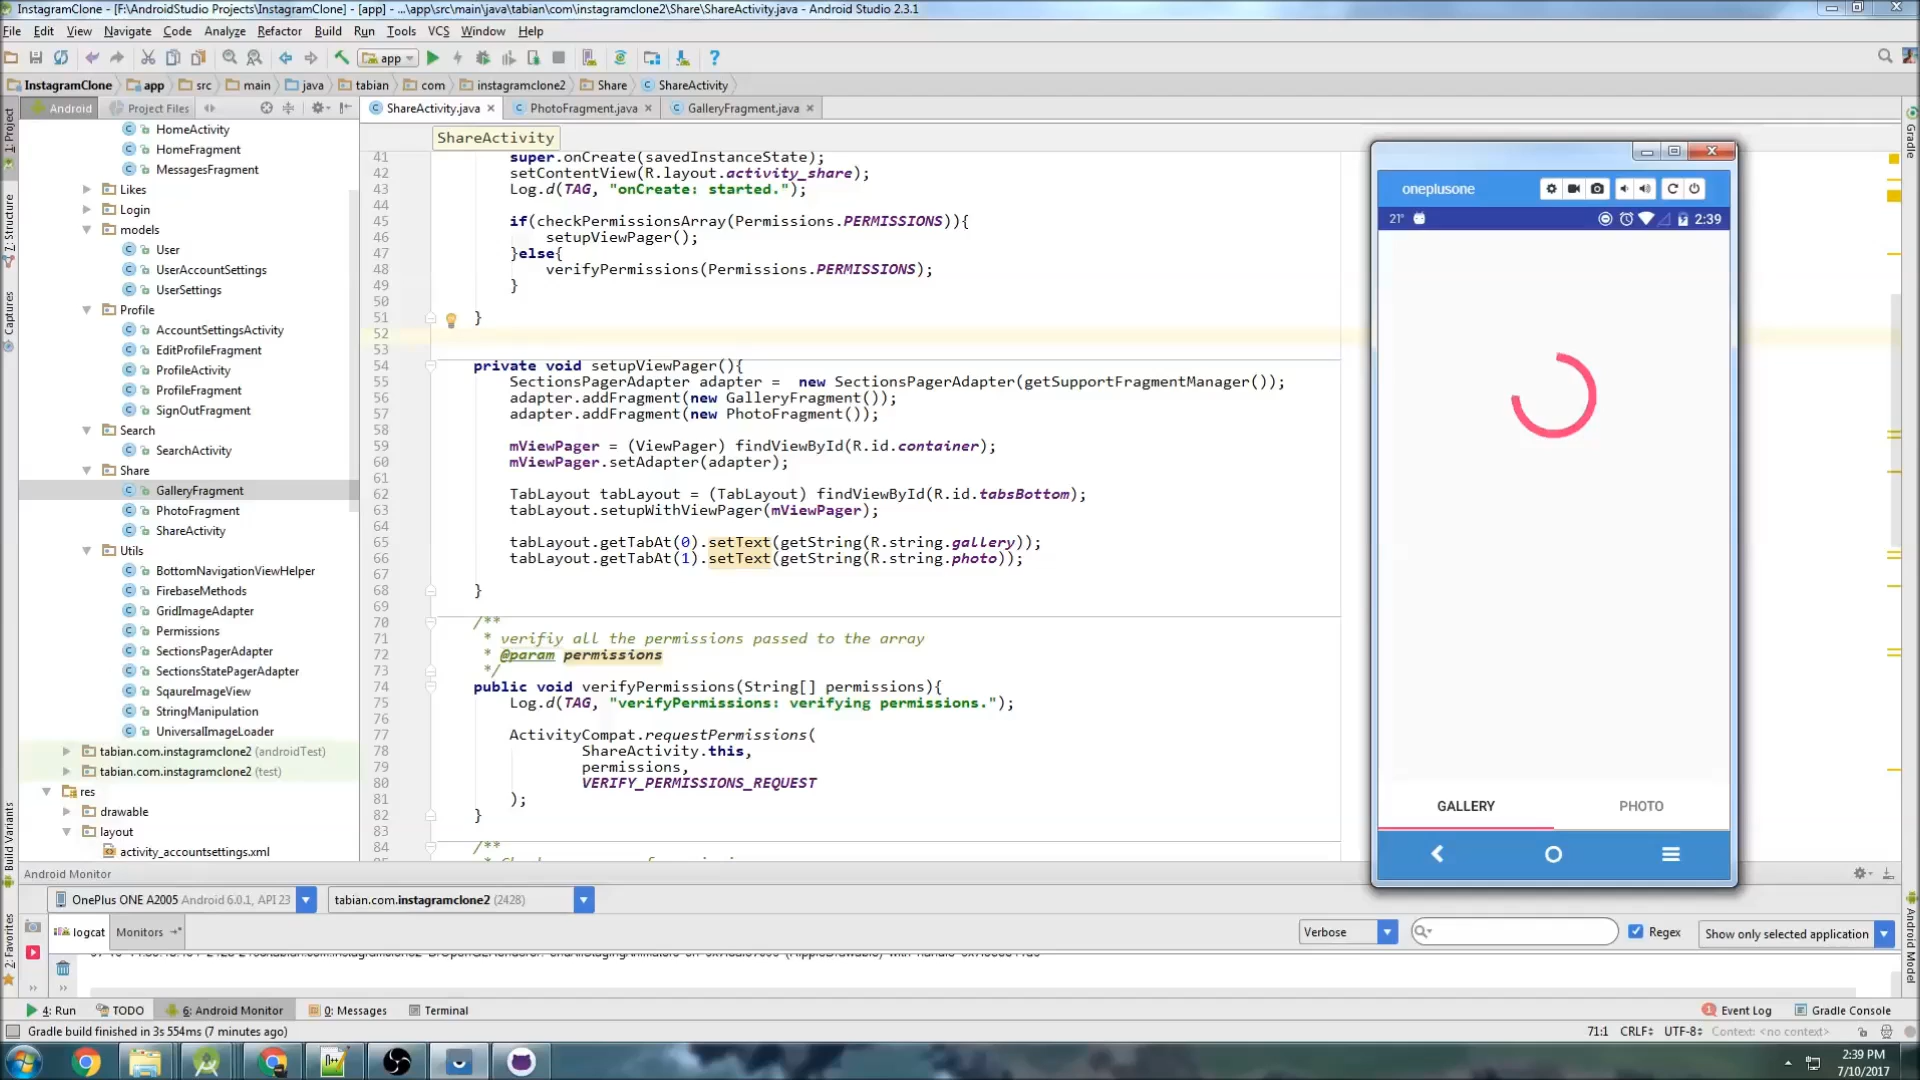 InstagramClone - [F:\AndroidStudio Projects\InstagramClone] - [app] - ...\app\src\main\java\tabian\com\instagramclone2\Share\ShareActivity.java - Android Studio 2.3.1
File Edit View Navigate Code Analyze Refactor Build Run Tools VCS Window Help
app
InstagramClone app src main java tabian com instagramclone2 Share ShareActivity
Android Project Files
ShareActivity.java PhotoFragment.java GalleryFragment.java
ShareActivity
1: Project
7: Structure
Captures
Build Variants
2: Favorites
Gradle
Android Model
HomeActivity
HomeFragment
MessagesFragment
Likes
Login
models
User
UserAccountSettings
UserSettings
Profile
AccountSettingsActivity
EditProfileFragment
ProfileActivity
ProfileFragment
SignOutFragment
Search
SearchActivity
Share
GalleryFragment
PhotoFragment
ShareActivity
Utils
BottomNavigationViewHelper
FirebaseMethods
GridImageAdapter
Permissions
SectionsPagerAdapter
SectionsStatePagerAdapter
SqaureImageView
StringManipulation
UniversalImageLoader
tabian.com.instagramclone2 (androidTest)
tabian.com.instagramclone2 (test)
res
drawable
layout
activity_accountsettings.xml
41 super.onCreate(savedInstanceState);
42 setContentView(R.layout.activity_share);
43 Log.d(TAG, "onCreate: started.");
44
45 if(checkPermissionsArray(Permissions.PERMISSIONS)){
46 setupViewPager();
47 }else{
48 verifyPermissions(Permissions.PERMISSIONS);
49 }
50
51 }
52
53
54 private void setupViewPager(){
55 SectionsPagerAdapter adapter =  new SectionsPagerAdapter(getSupportFragmentManager());
56 adapter.addFragment(new GalleryFragment());
57 adapter.addFragment(new PhotoFragment());
58
59 mViewPager = (ViewPager) findViewById(R.id.container);
60 mViewPager.setAdapter(adapter);
61
62 TabLayout tabLayout = (TabLayout) findViewById(R.id.tabsBottom);
63 tabLayout.setupWithViewPager(mViewPager);
64
65 tabLayout.getTabAt(0).setText(getString(R.string.gallery));
66 tabLayout.getTabAt(1).setText(getString(R.string.photo));
67
68 }
69
70 /**
71 * verifiy all the permissions passed to the array
72 * @param permissions
73 */
74 public void verifyPermissions(String[] permissions){
75 Log.d(TAG, "verifyPermissions: verifying permissions.");
76
77 ActivityCompat.requestPermissions(
78 ShareActivity.this,
79 permissions,
80 VERIFY_PERMISSIONS_REQUEST
81 );
82 }
83
84 /**
oneplusone
21° 2:39
GALLERY PHOTO
Android Monitor
OnePlus ONE A2005 Android 6.0.1, API 23 tabian.com.instagramclone2 (2428)
logcat Monitors Verbose Regex Show only selected application
4: Run TODO 6: Android Monitor 0: Messages Terminal Event Log Gradle Console
Gradle build finished in 3s 554ms (7 minutes ago) 71:1 CRLF UTF-8 Context: <no context>
2:39 PM
7/10/2017